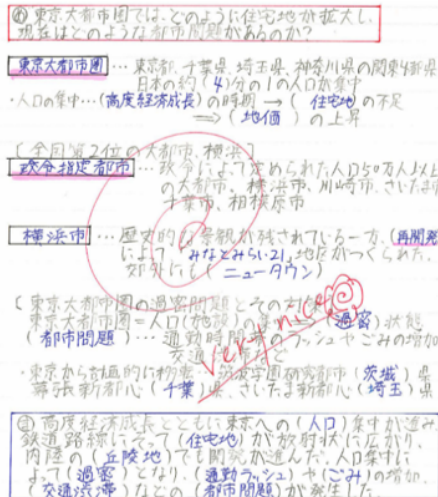 ㋱ 東京大都市圏では、どのように住宅地が拡大し、
現在はどのような都市問題があるのか？
東京大都市圏…東京都、千葉県、埼玉県、神奈川県の関東4都県
日本の約(4)分の1の人口が集中
・人口の集中…(高度経済成長)の時期→(住宅地)の不足
⇒(地価)の上昇
[全国第2位の大都市、横浜]
政令指定都市…政令によって定められた人口50万人以上
の大都市、横浜市、川崎市、さいたま市
千葉市、相模原市
横浜市…歴史的な景観が残されている一方、(再開発)
によって、みなとみらい21地区がつくられた。
郊外にも(ニュータウン)
(東京大都市圏の過密問題とその対
東京大都市圏=人口(施設)の (過密)状態
(都市問題)…通勤時間帯のラッシュやごみの増加
交通
very nice
・東京から計画的に移転 筑波学園研究都市(茨城)県
幕張新都心(千葉)県、さいたま新都心(埼玉)県
高度経済成長とともに東京への(人口)集中が進み、
鉄道路線にそって(住宅地)が放射状に広がり、
内陸の(丘陵地)でも開発が進んだ。人口集中に
よって(過密)となり、(通勤ラッシュ)や(ごみ)の増加、
(交通渋滞)などの(都市問題)が発生